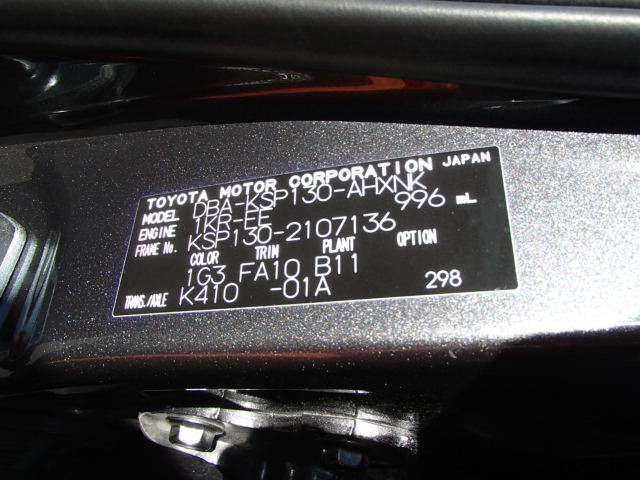 TOYOTA MOTOR CORPORATION JAPAN
MODEL DBA-KSP130-AHXNK
ENGINE 1KR-FE 996 mL
FRAME No. KSP130-2107136
COLOR TRIM PLANT OPTION
1G3 FA10 B11
TRANS./AXLE K410 -01A 298